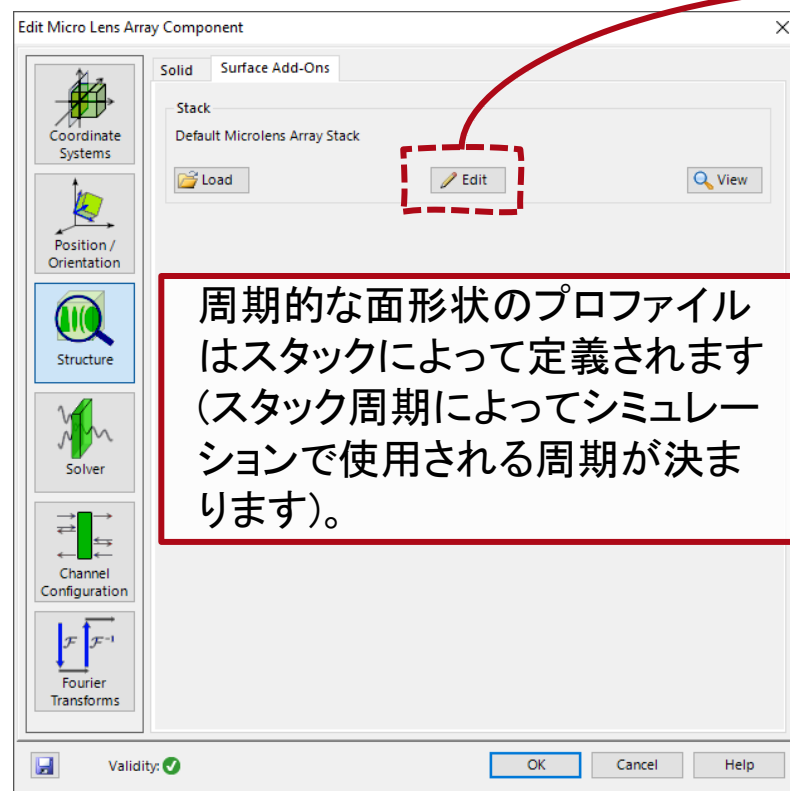 Edit Micro Lens Array Component
Coordinate
Systems
Position /
Orientation
Structure
Solver
Channel
Configuration
ℱ ℱ⁻¹
Fourier
Transforms
Solid Surface Add-Ons
Stack
Default Microlens Array Stack
Load Edit View
周期的な面形状のプロファイル
はスタックによって定義されます
(スタック周期によってシミュレー
ションで使用される周期が決ま
ります)。
Validity:
OK Cancel Help